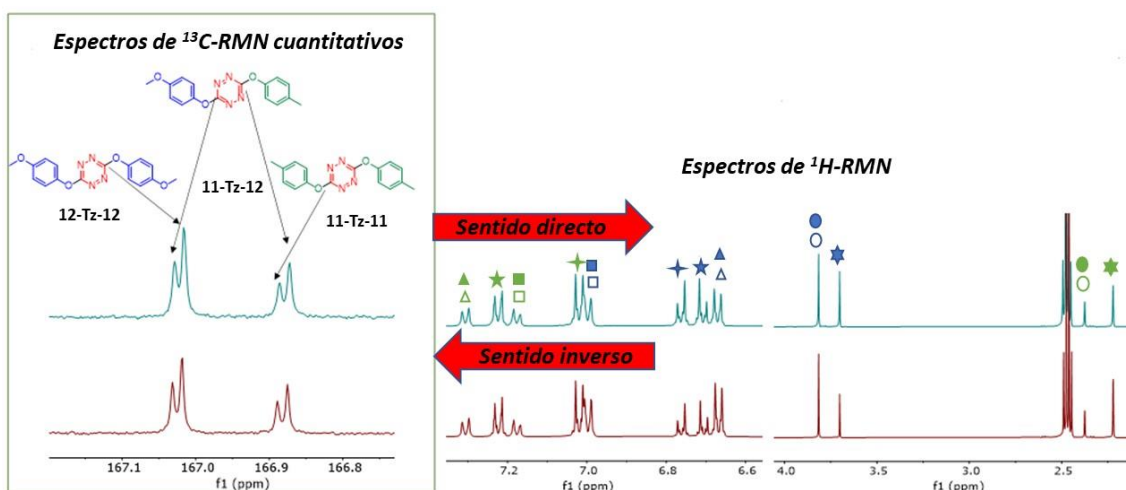 Espectros de ¹³C-RMN cuantitativos
12-Tz-12
11-Tz-12
11-Tz-11
167.1 167.0 166.9 166.8
f1 (ppm)
Espectros de ¹H-RMN
Sentido directo
Sentido inverso
7.2 7.0 6.8 6.6
f1 (ppm)
4.0 3.5 3.0 2.5
f1 (ppm)